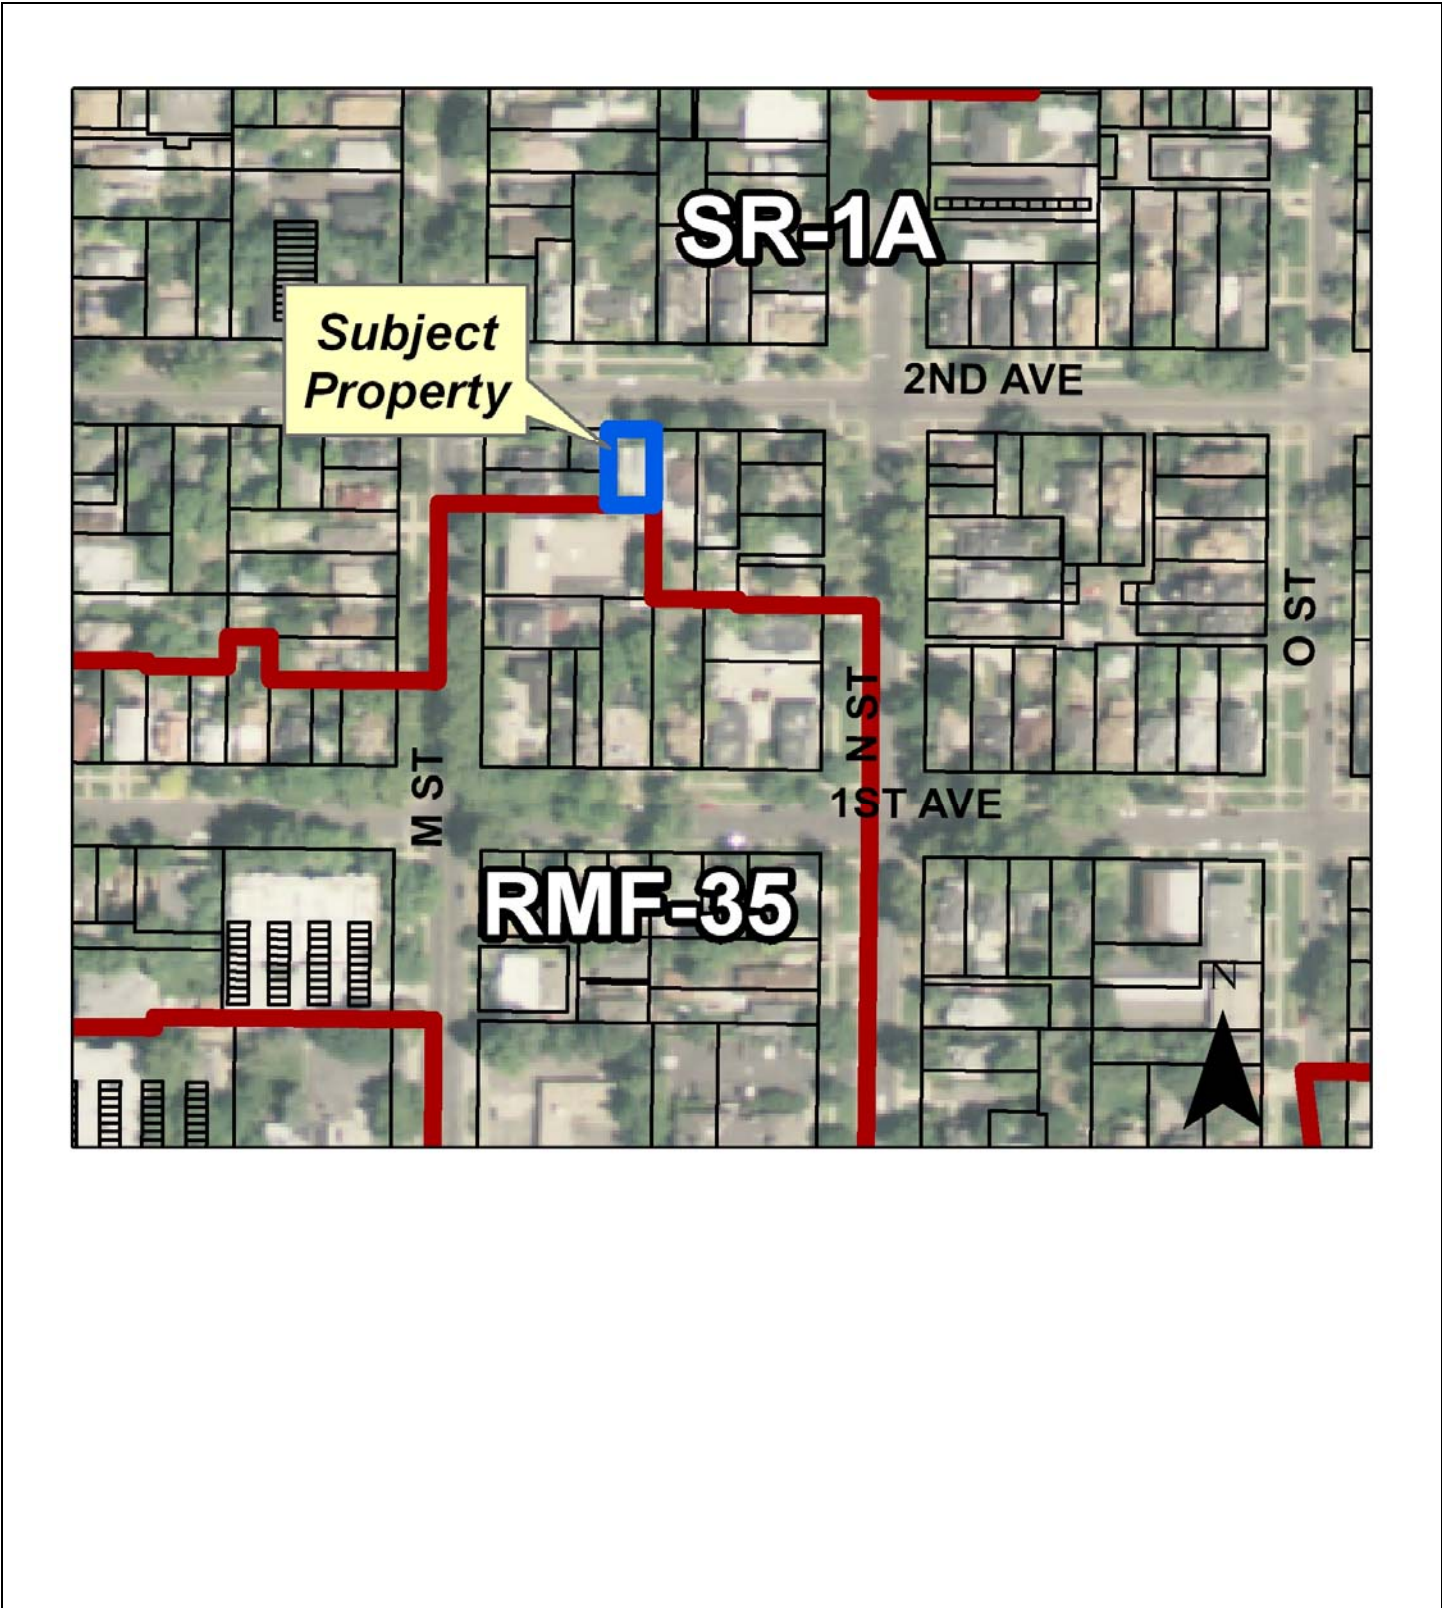 SR-1A
Subject
Property
2ND AVE
O ST
N ST
M ST
1ST AVE
RMF-35
N